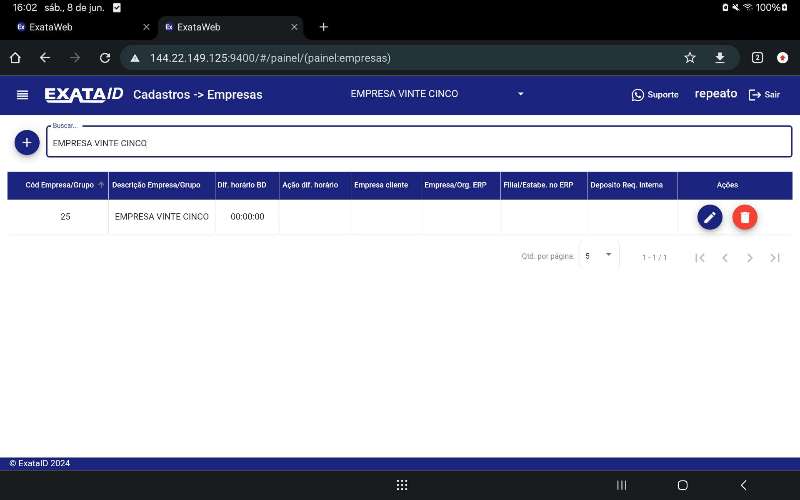 16:02 sáb., 8 de jun.
100%
Ex ExataWeb
Ex ExataWeb
144.22.149.125:9400/#/painel/(painel:empresas)
2
EXATAID Cadastros -> Empresas EMPRESA VINTE CINCO Suporte repeato Sair
Buscar...
EMPRESA VINTE CINCO
Cód Empresa/Grupo Descrição Empresa/Grupo Dif. horário BD Ação dif. horário Empresa cliente Empresa/Org. ERP Filial/Estabe. no ERP Deposito Req. Interna Ações
25 EMPRESA VINTE CINCO 00:00:00
Qtd. por página: 5 1 - 1 / 1
© ExataID 2024